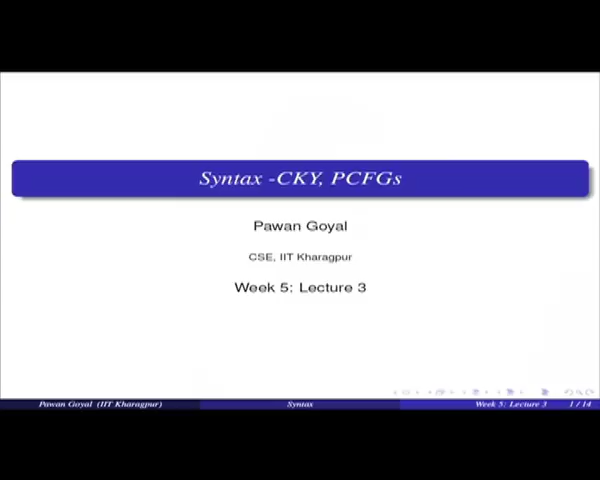 Syntax -CKY, PCFGs
Pawan Goyal
CSE, IIT Kharagpur
Week 5: Lecture 3
Pawan Goyal (IIT Kharagpur) Syntax Week 5: Lecture 3 1 / 14